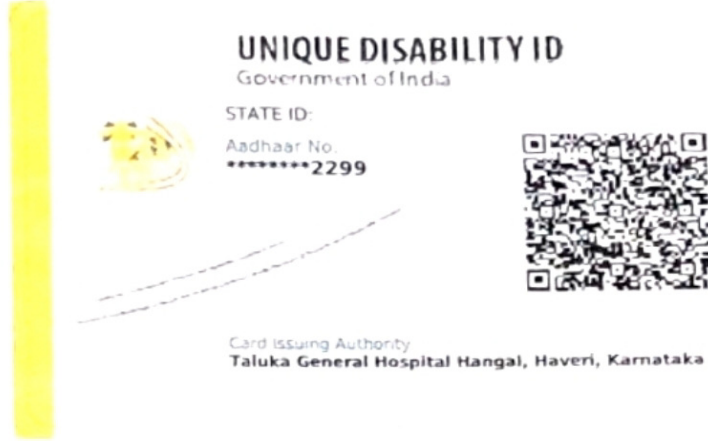 UNIQUE DISABILITY ID
Government of India
STATE ID:
Aadhaar No.
********2299
Card Issuing Authority
Taluka General Hospital Hangal, Haveri, Karnataka